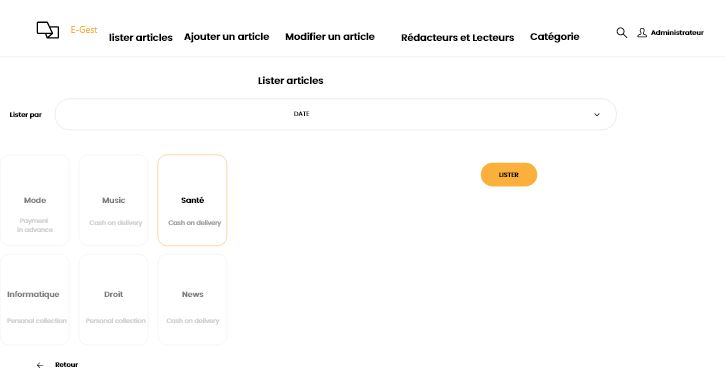 E-Gest
lister articles Ajouter un article Modifier un article Rédacteurs et Lecteurs Catégorie Administrateur
Lister articles
Lister par DATE
LISTER
Mode Music Santé
Payment in advance Cash on delivery Cash on delivery
Informatique Droit News
Personal collection Personal collection Cash on delivery
Retour